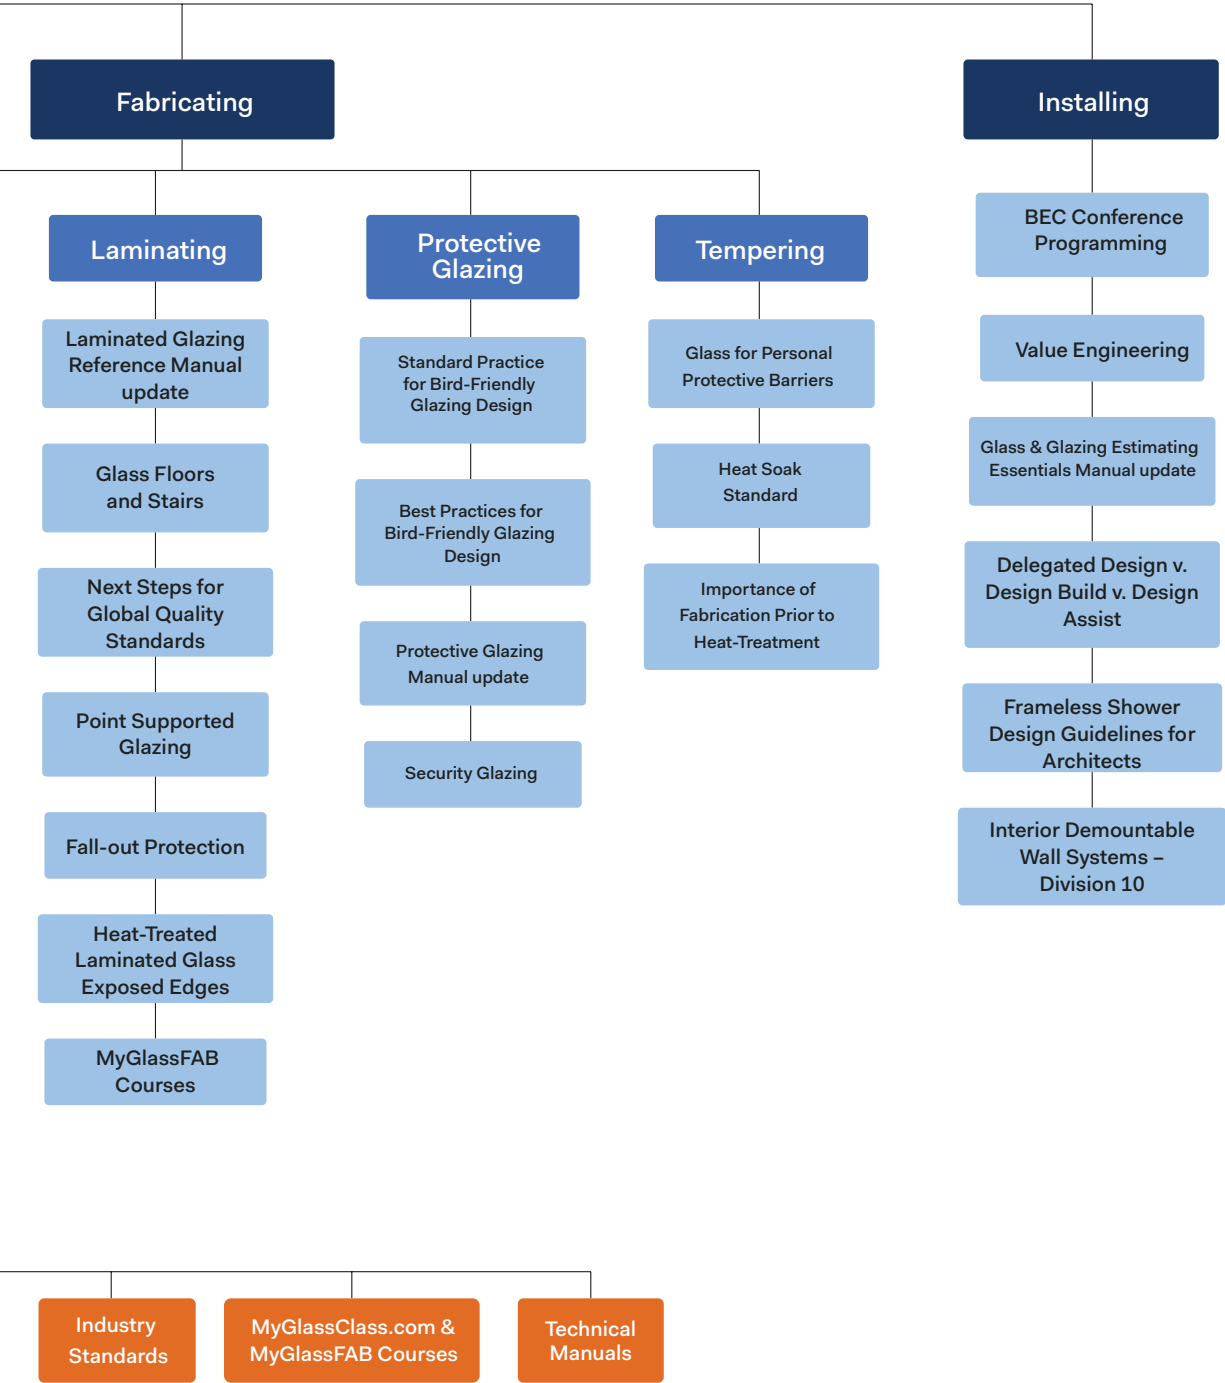 Fabricating
Installing
Laminating
Protective
Glazing
Tempering
Laminated Glazing
Reference Manual
update
Glass Floors
and Stairs
Next Steps for
Global Quality
Standards
Point Supported
Glazing
Fall-out Protection
Heat-Treated
Laminated Glass
Exposed Edges
MyGlassFAB
Courses
Standard Practice
for Bird-Friendly
Glazing Design
Best Practices for
Bird-Friendly Glazing
Design
Protective Glazing
Manual update
Security Glazing
Glass for Personal
Protective Barriers
Heat Soak
Standard
Importance of
Fabrication Prior to
Heat-Treatment
BEC Conference
Programming
Value Engineering
Glass & Glazing Estimating
Essentials Manual update
Delegated Design v.
Design Build v. Design
Assist
Frameless Shower
Design Guidelines for
Architects
Interior Demountable
Wall Systems –
Division 10
Industry
Standards
MyGlassClass.com &
MyGlassFAB Courses
Technical
Manuals